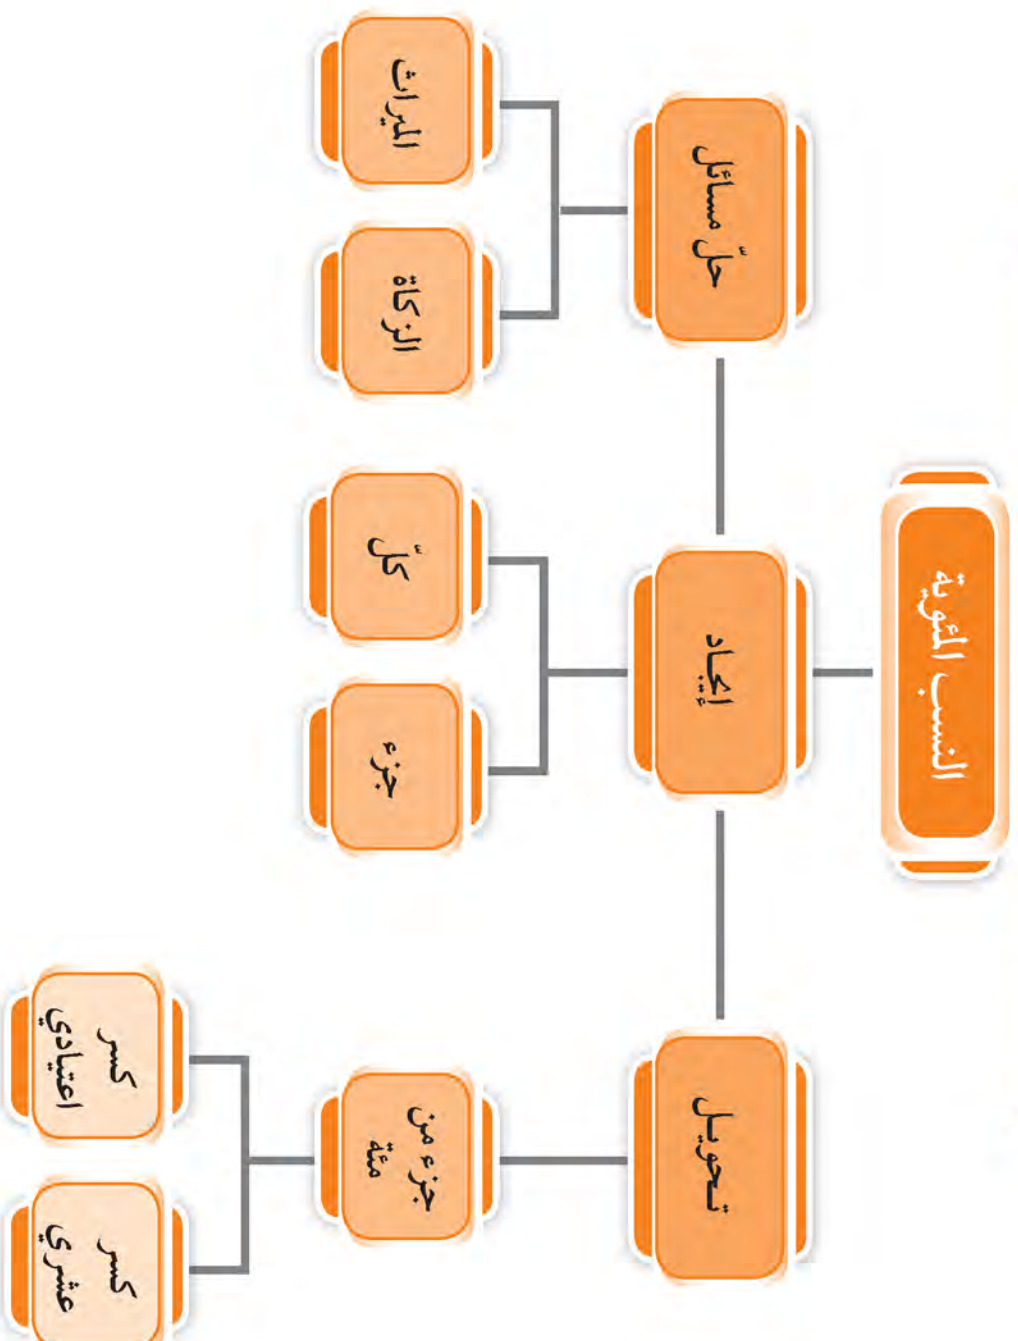 النسب المئوية
تحويل
إيجاد
حلّ مسائل
جزء من
مئة
جزء
كلّ
الزكاة
الميراث
كسر
عشري
كسر
اعتيادي